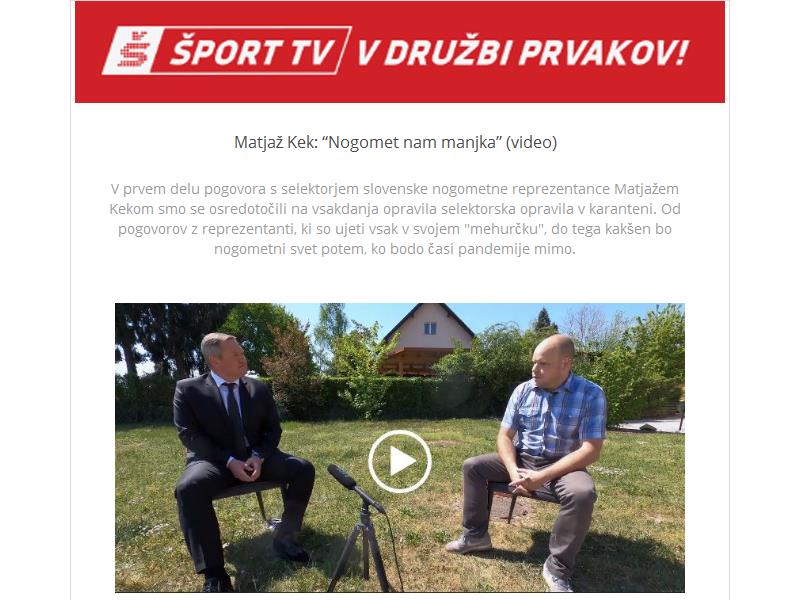 Š ŠPORT TV V DRUŽBI PRVAKOV!
Matjaž Kek: “Nogomet nam manjka” (video)
V prvem delu pogovora s selektorjem slovenske nogometne reprezentance Matjažem
Kekom smo se osredotočili na vsakdanja opravila selektorska opravila v karanteni. Od
pogovorov z reprezentanti, ki so ujeti vsak v svojem "mehurčku", do tega kakšen bo
nogometni svet potem, ko bodo časi pandemije mimo.